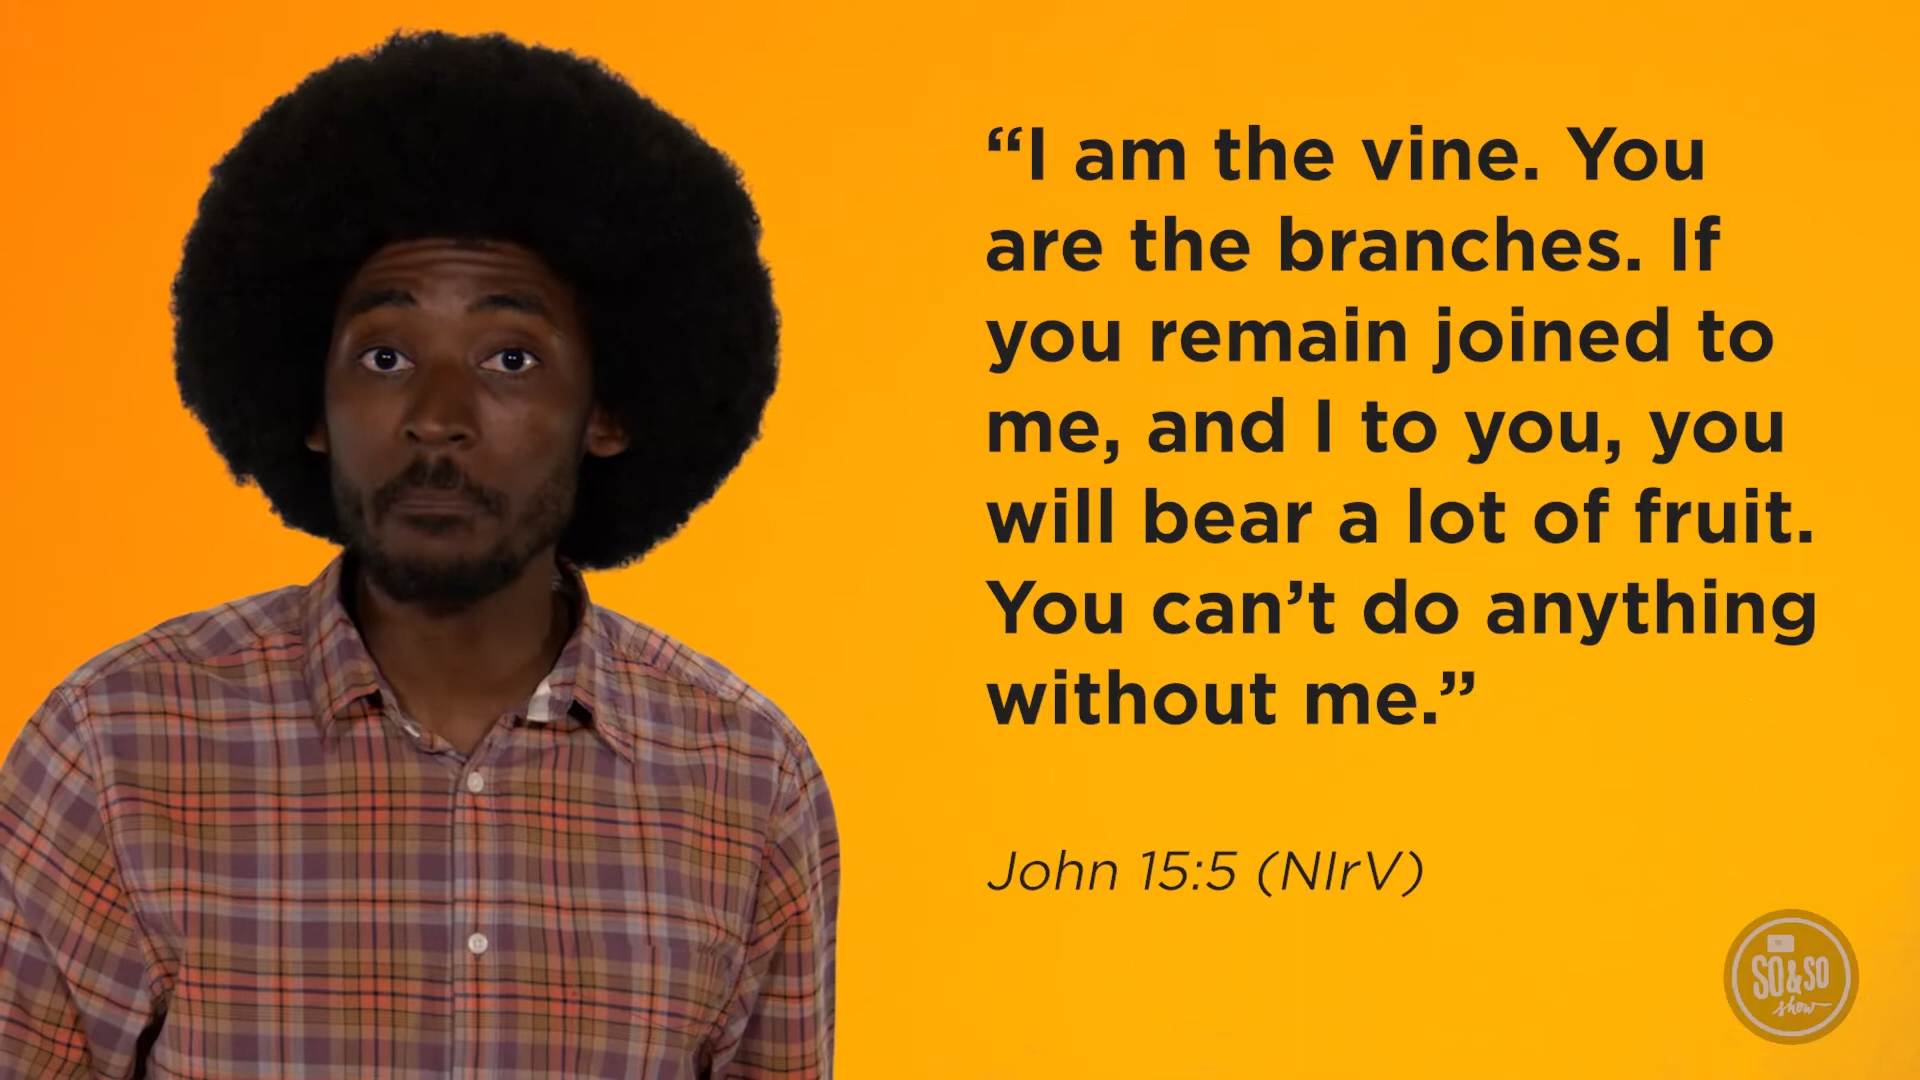 “I am the vine. You
are the branches. If
you remain joined to
me, and I to you, you
will bear a lot of fruit.
You can’t do anything
without me.”
John 15:5 (NIrV)
SO&SO
show